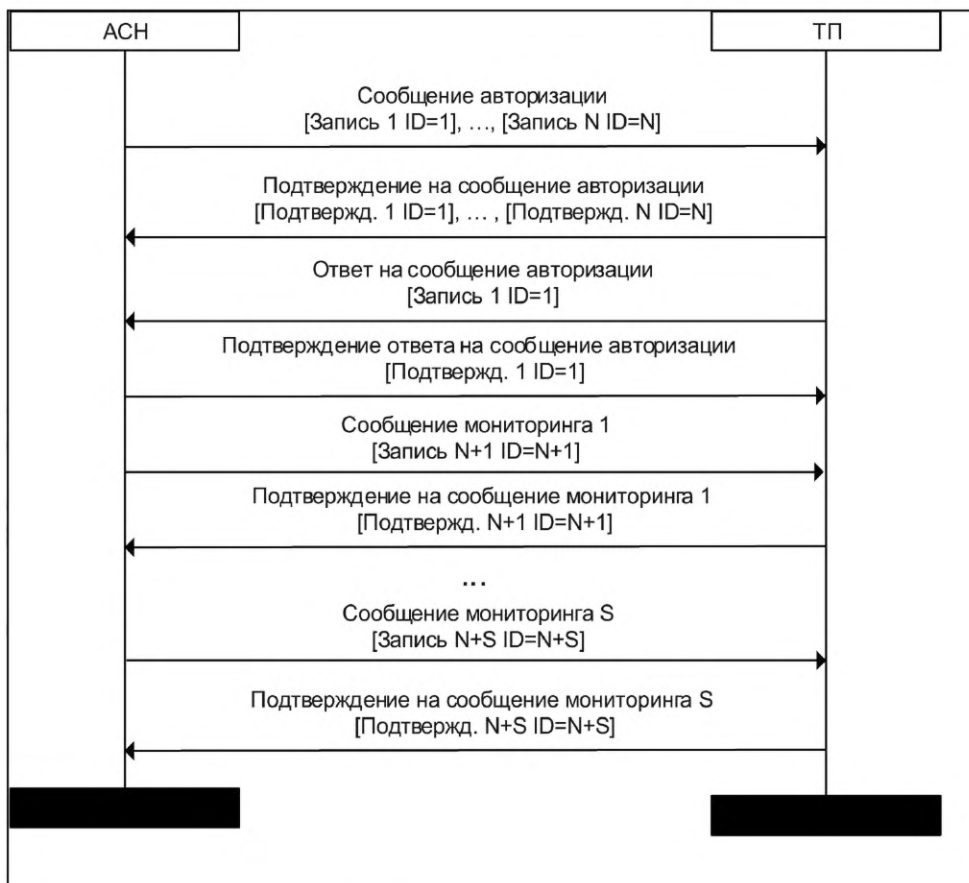 АСН
ТП
Сообщение авторизации
[Запись 1 ID=1], ..., [Запись N ID=N]
Подтверждение на сообщение авторизации
[Подтвержд. 1 ID=1], ... , [Подтвержд. N ID=N]
Ответ на сообщение авторизации
[Запись 1 ID=1]
Подтверждение ответа на сообщение авторизации
[Подтвержд. 1 ID=1]
Сообщение мониторинга 1
[Запись N+1 ID=N+1]
Подтверждение на сообщение мониторинга 1
[Подтвержд. N+1 ID=N+1]
...
Сообщение мониторинга S
[Запись N+S ID=N+S]
Подтверждение на сообщение мониторинга S
[Подтвержд. N+S ID=N+S]